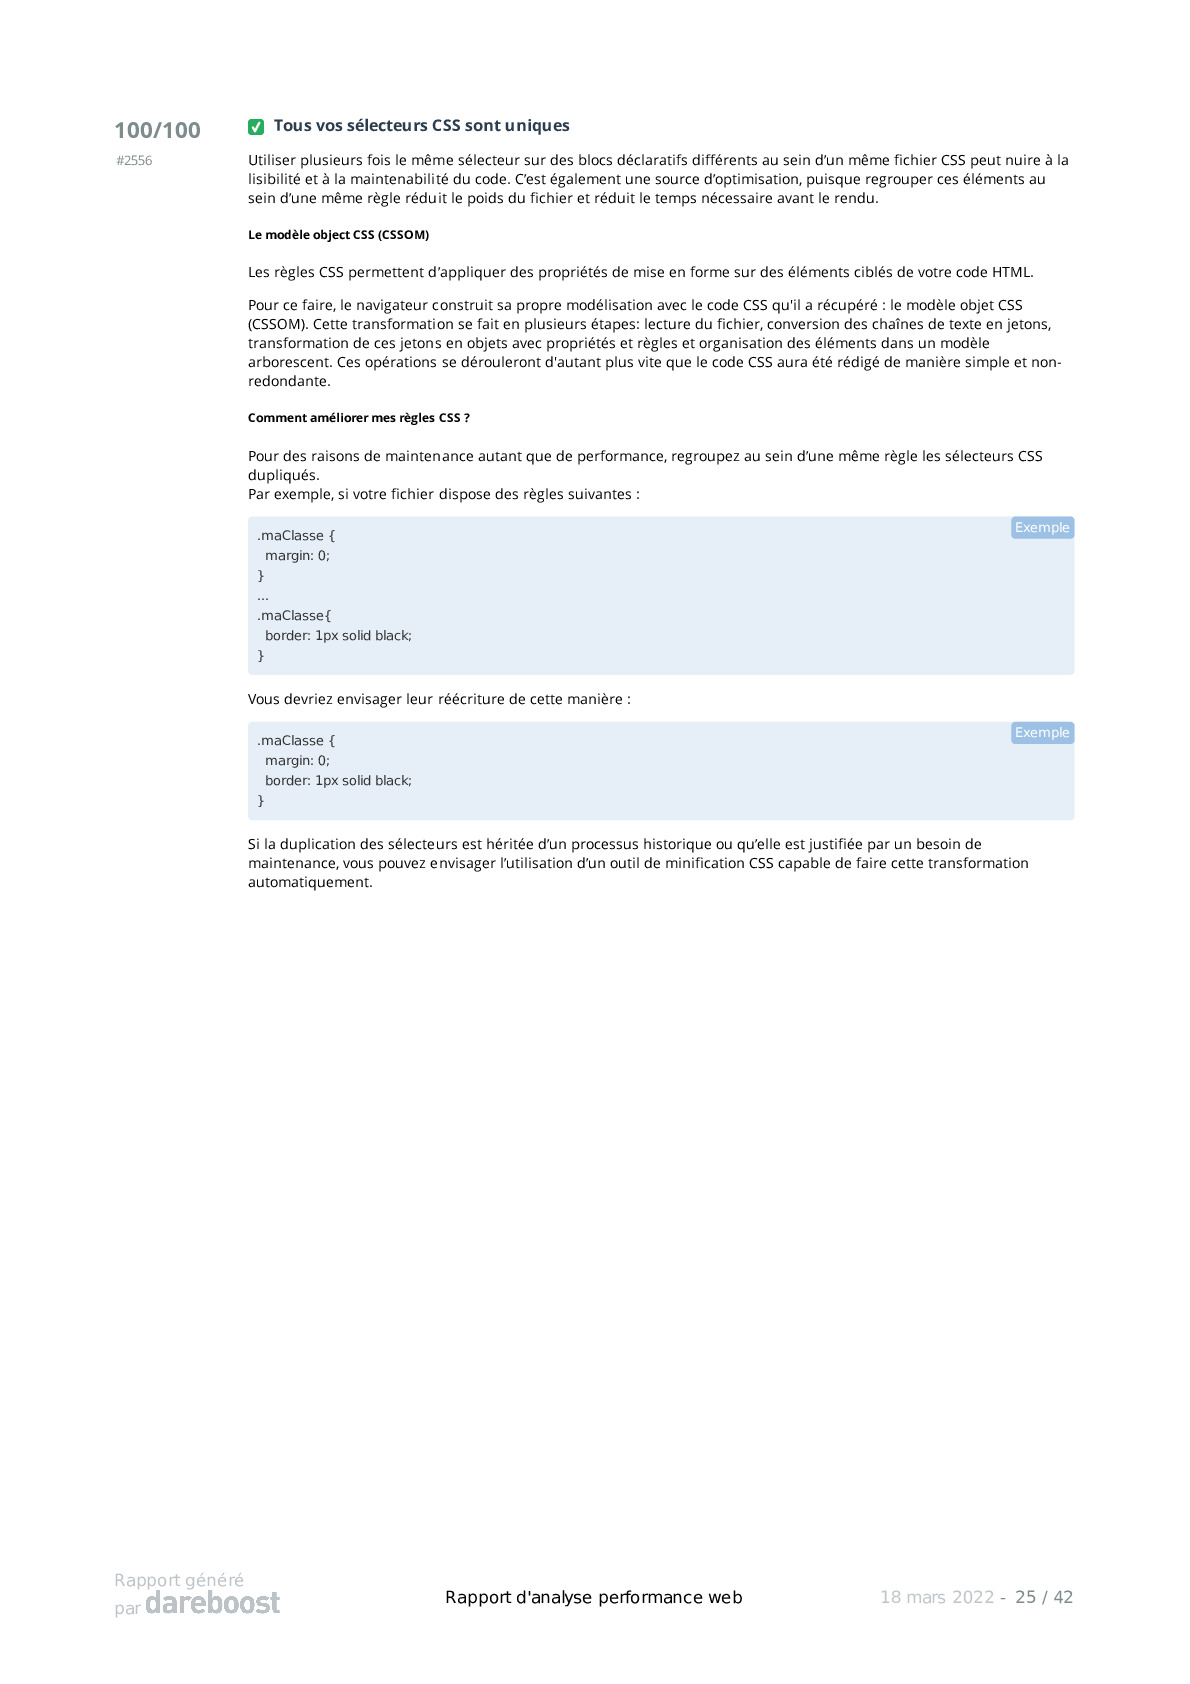 100/100
#2556
Tous vos sélecteurs CSS sont uniques
Utiliser plusieurs fois le même sélecteur sur des blocs déclaratifs différents au sein d’un même fichier CSS peut nuire à la
lisibilité et à la maintenabilité du code. C’est également une source d’optimisation, puisque regrouper ces éléments au
sein d’une même règle réduit le poids du fichier et réduit le temps nécessaire avant le rendu.
Le modèle object CSS (CSSOM)
Les règles CSS permettent d’appliquer des propriétés de mise en forme sur des éléments ciblés de votre code HTML.
Pour ce faire, le navigateur construit sa propre modélisation avec le code CSS qu'il a récupéré : le modèle objet CSS
(CSSOM). Cette transformation se fait en plusieurs étapes: lecture du fichier, conversion des chaînes de texte en jetons,
transformation de ces jetons en objets avec propriétés et règles et organisation des éléments dans un modèle
arborescent. Ces opérations se dérouleront d'autant plus vite que le code CSS aura été rédigé de manière simple et non-
redondante.
Comment améliorer mes règles CSS ?
Pour des raisons de maintenance autant que de performance, regroupez au sein d’une même règle les sélecteurs CSS
dupliqués.
Par exemple, si votre fichier dispose des règles suivantes :
Exemple
.maClasse {
  margin: 0;
}
...
.maClasse{
  border: 1px solid black;
}
Vous devriez envisager leur réécriture de cette manière :
Exemple
.maClasse {
  margin: 0;
  border: 1px solid black;
}
Si la duplication des sélecteurs est héritée d’un processus historique ou qu’elle est justifiée par un besoin de
maintenance, vous pouvez envisager l’utilisation d’un outil de minification CSS capable de faire cette transformation
automatiquement.
Rapport généré
par dareboost
Rapport d'analyse performance web
18 mars 2022 - 25 / 42